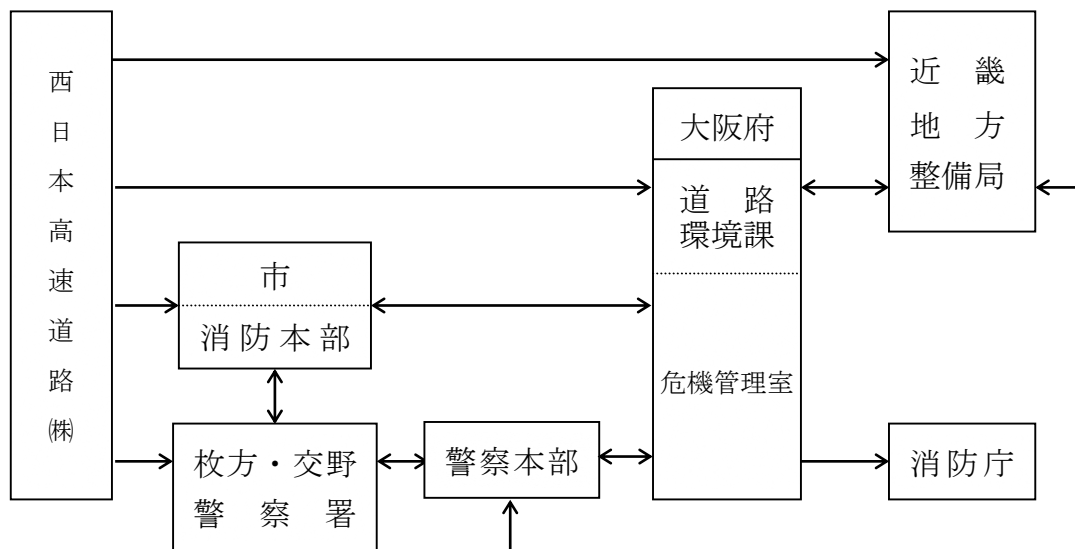 西日本高速道路㈱
近畿
地方
整備局
大阪府
道路
環境課
市
消防本部
危機管理室
枚方・交野
警察署
警察本部
消防庁